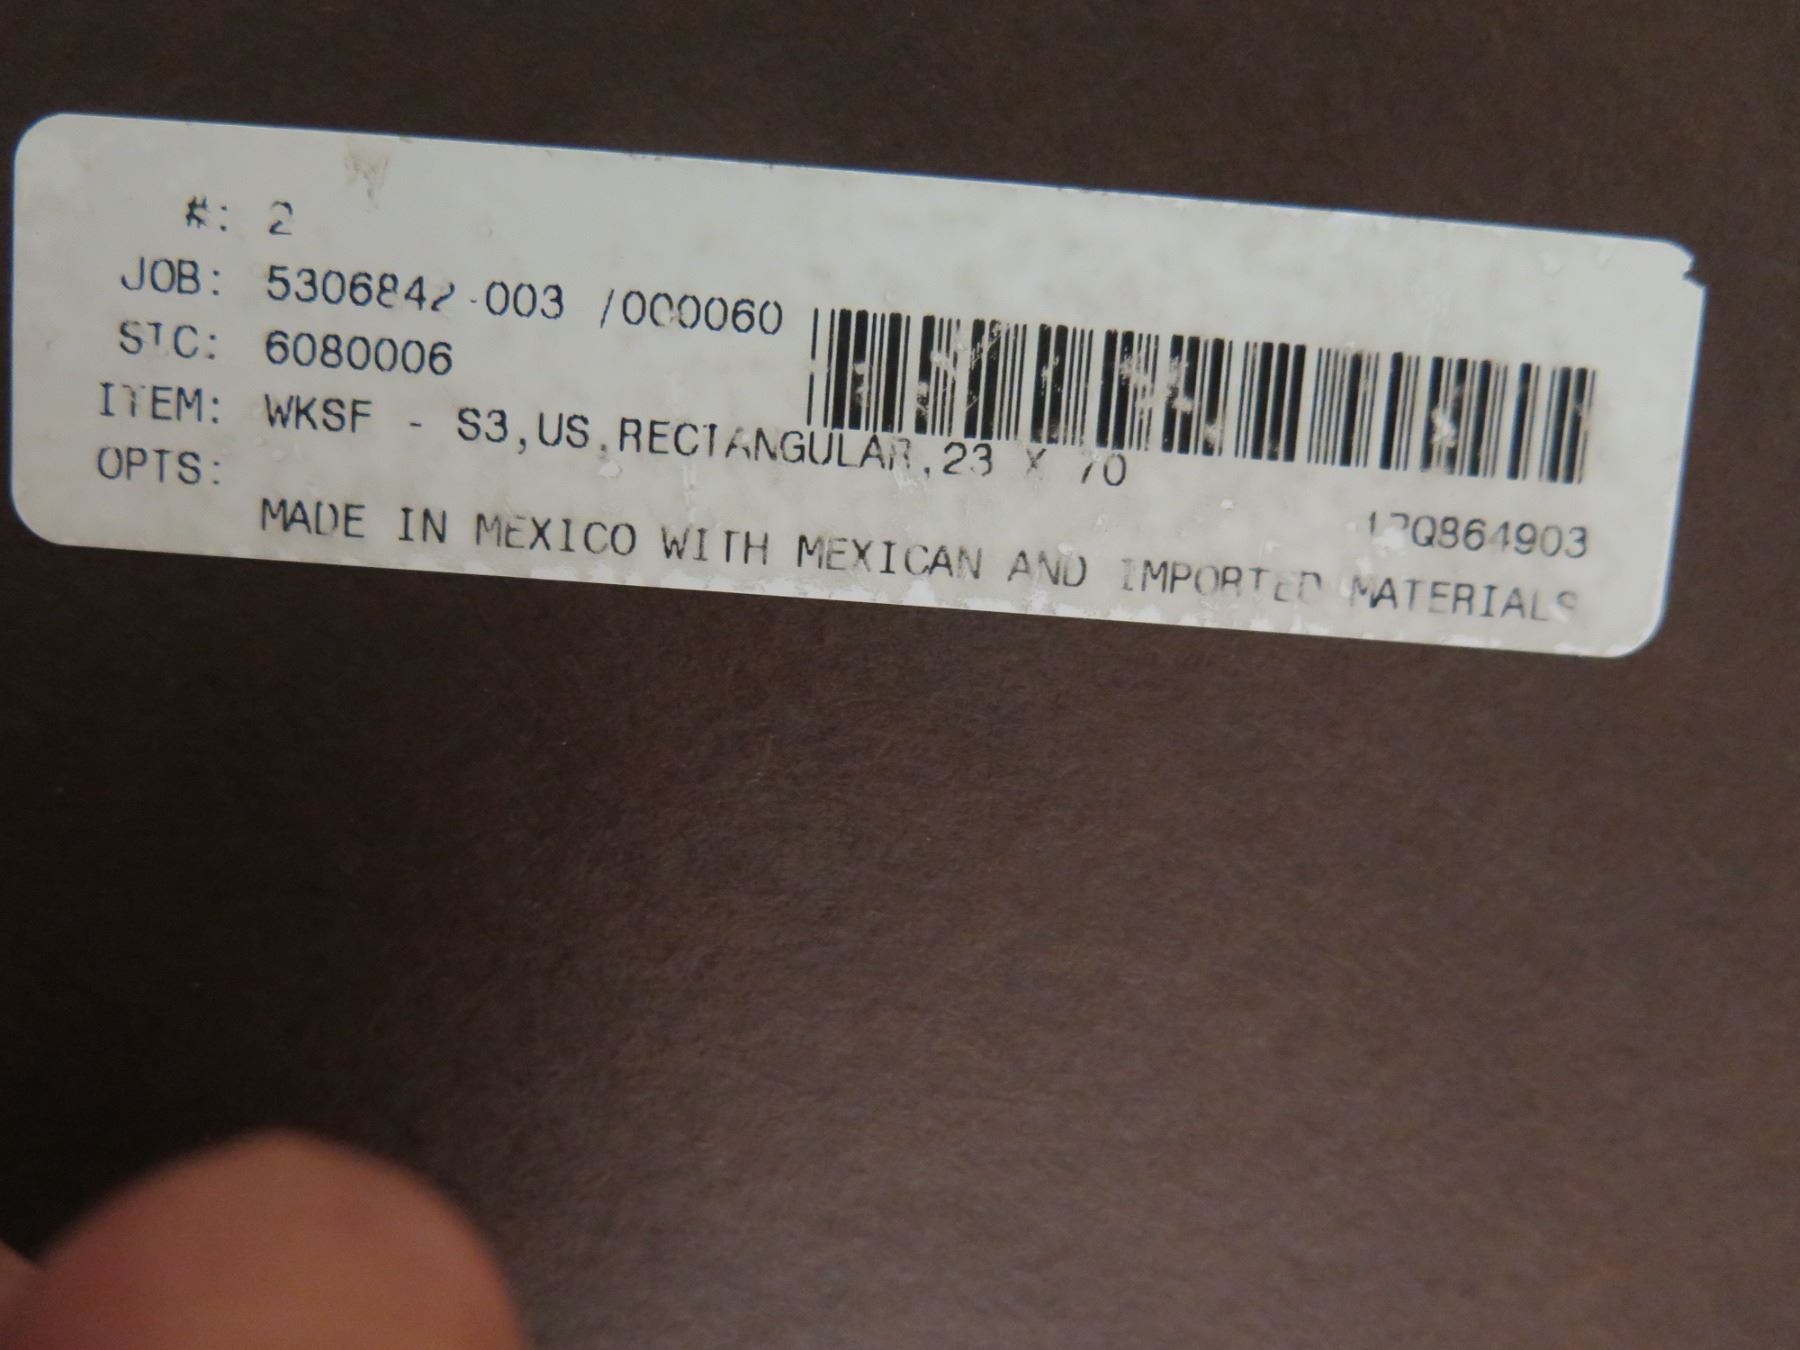 #: 2
JOB: 5306842-003 /000060
STC: 6080006
ITEM: WKSF - S3,US,RECTANGULAR,23 X 70
OPTS:
MADE IN MEXICO WITH MEXICAN AND IMPORTED MATERIALS